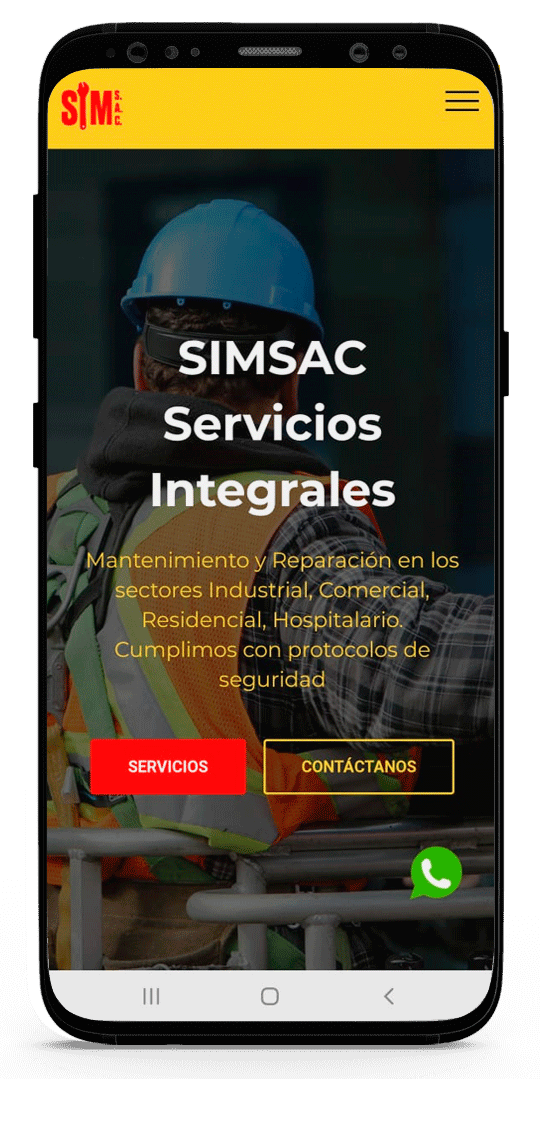 SIM S.A.C.
SIMSAC
Servicios
Integrales
Mantenimiento y Reparación en los
sectores Industrial, Comercial,
Residencial, Hospitalario.
Cumplimos con protocolos de
seguridad
SERVICIOS
CONTÁCTANOS